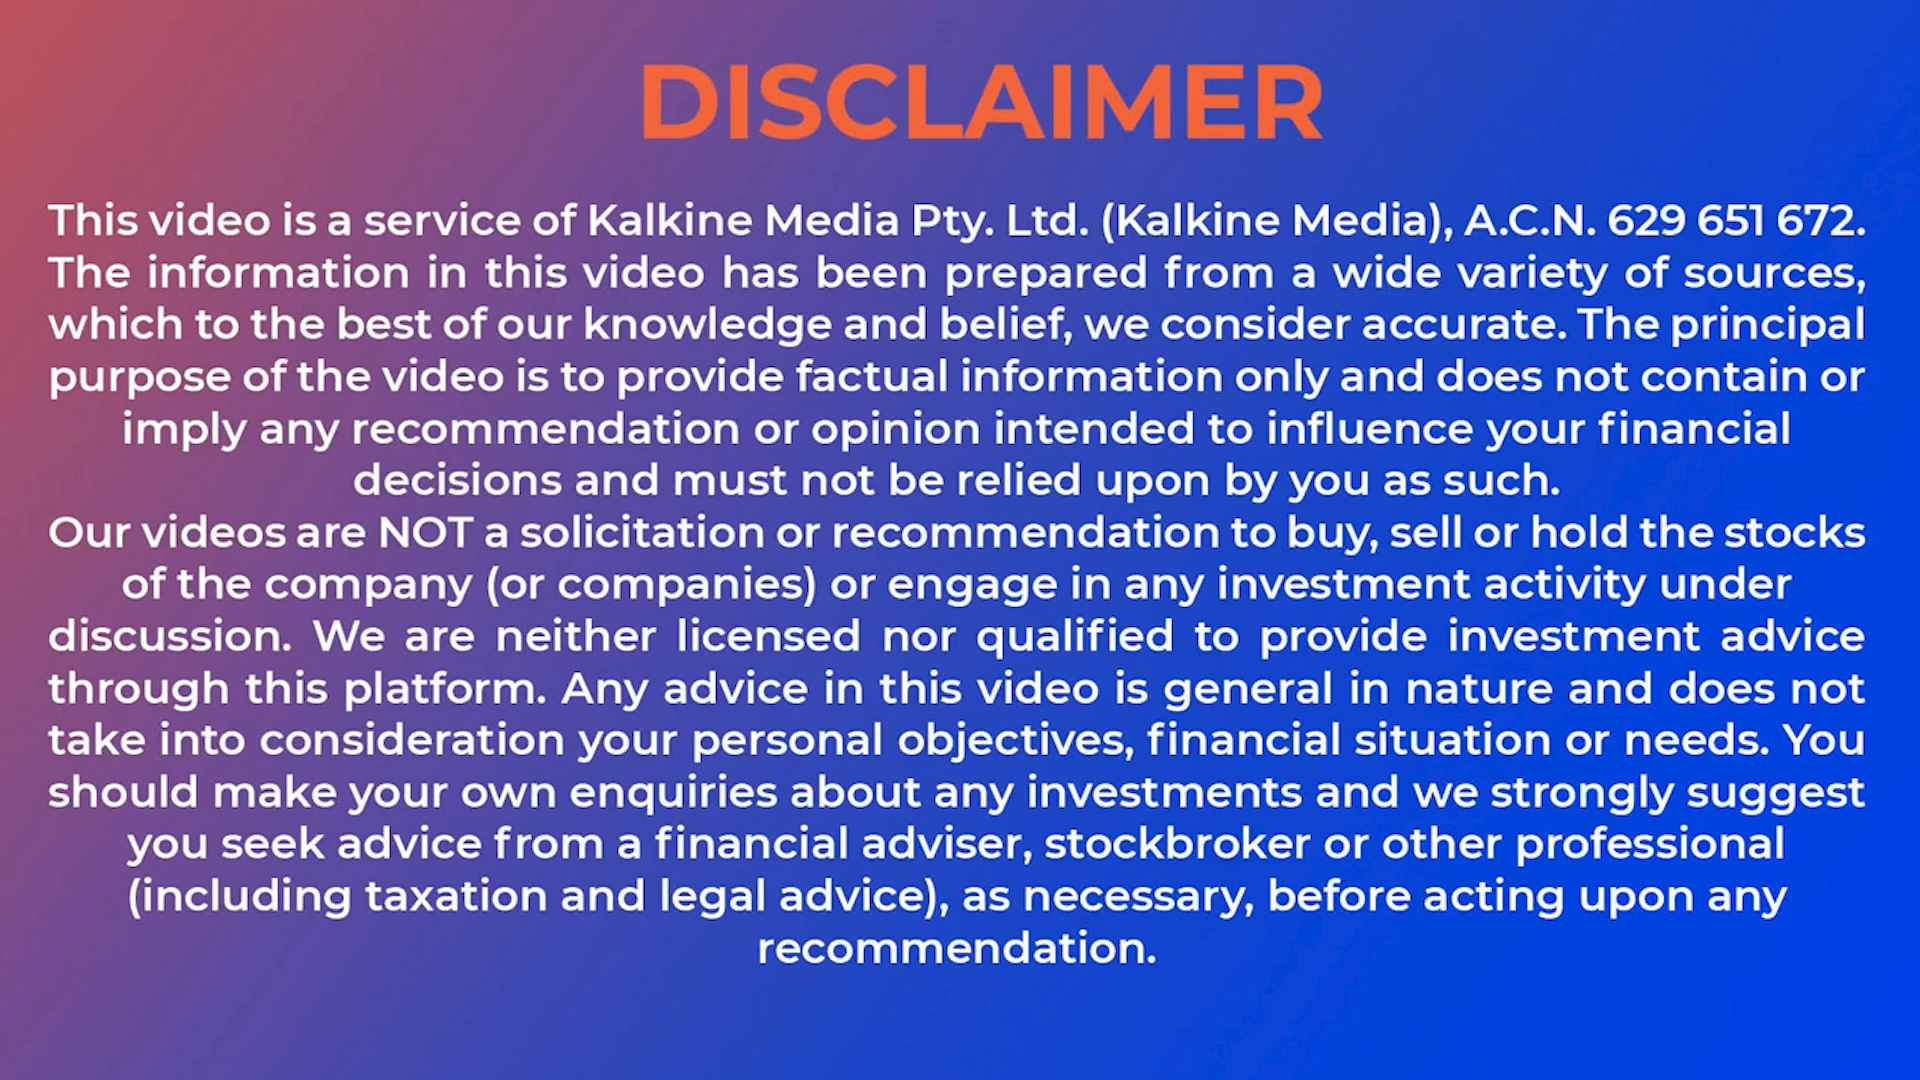 DISCLAIMER
This video is a service of Kalkine Media Pty. Ltd. (Kalkine Media), A.C.N. 629 651 672.
The information in this video has been prepared from a wide variety of sources,
which to the best of our knowledge and belief, we consider accurate. The principal
purpose of the video is to provide factual information only and does not contain or
imply any recommendation or opinion intended to influence your financial
decisions and must not be relied upon by you as such.
Our videos are NOT a solicitation or recommendation to buy, sell or hold the stocks
of the company (or companies) or engage in any investment activity under
discussion. We are neither licensed nor qualified to provide investment advice
through this platform. Any advice in this video is general in nature and does not
take into consideration your personal objectives, financial situation or needs. You
should make your own enquiries about any investments and we strongly suggest
you seek advice from a financial adviser, stockbroker or other professional
(including taxation and legal advice), as necessary, before acting upon any
recommendation.